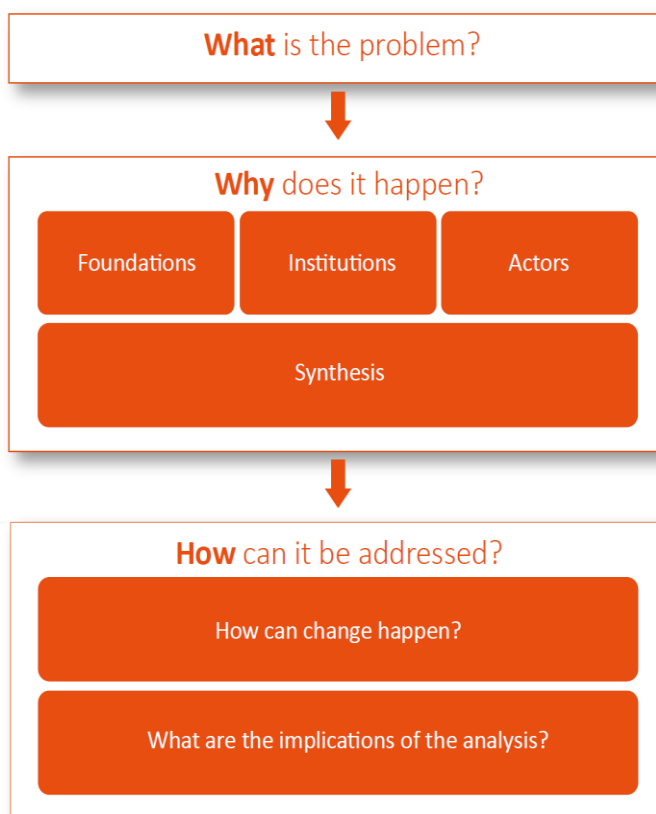 What is the problem?
Why does it happen?
Foundations
Institutions
Actors
Synthesis
How can it be addressed?
How can change happen?
What are the implications of the analysis?